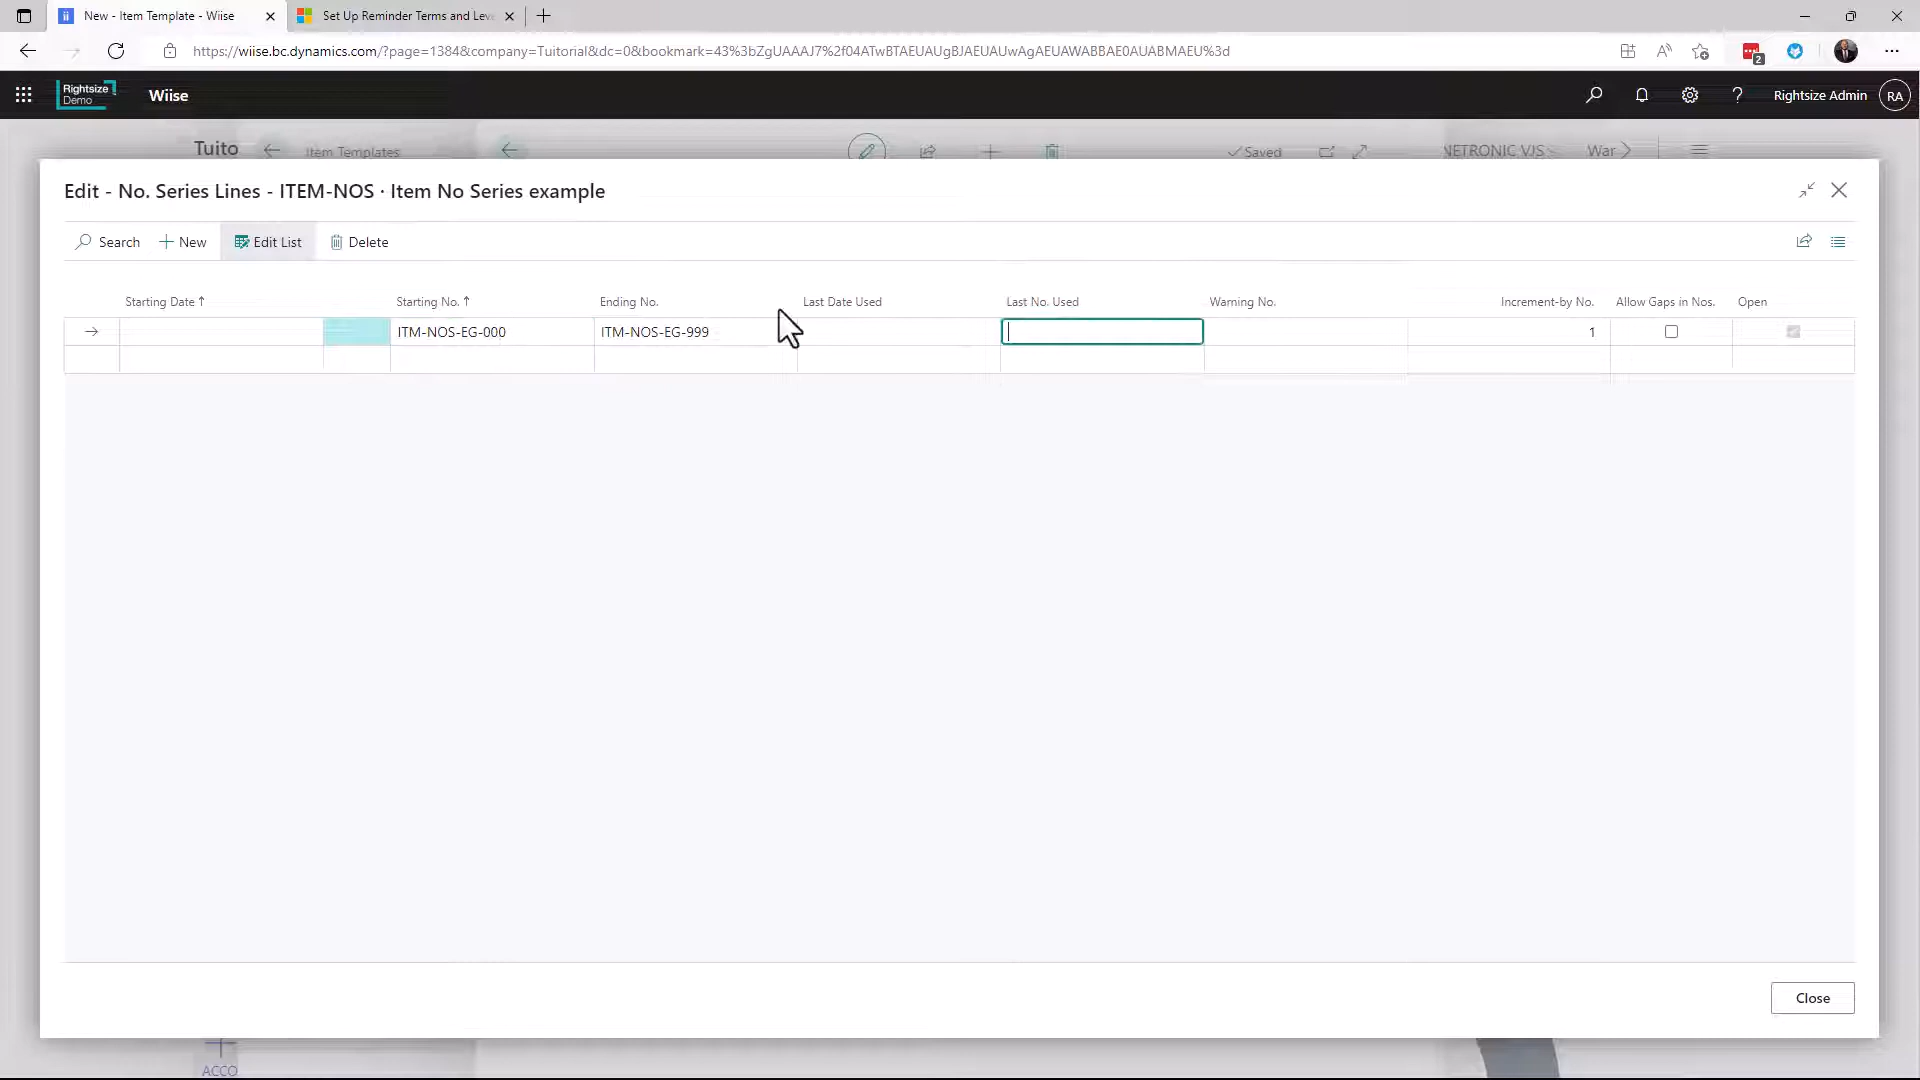 New - Item Template - Wiise
Set Up Reminder Terms and Leve
https://wiise.bc.dynamics.com/?page=1384&company=Tuitorial&dc=0&bookmark=43%3bZgUAAAJ7%2f04ATwBTAEUAUgBJAEUAUwAgAEUAWABBAE0AUABMAEU%3d
2
Rightsize
Demo
Wiise
Rightsize Admin
RA
Tuito
Item Templates
Saved
NETRONIC VJS
War
Edit - No. Series Lines - ITEM-NOS · Item No Series example
Search
New
Edit List
Delete
Starting Date ↑
Starting No. ↑
Ending No.
Last Date Used
Last No. Used
Warning No.
Increment-by No.
Allow Gaps in Nos.
Open
ITM-NOS-EG-000
ITM-NOS-EG-999
1
Close
ACCO